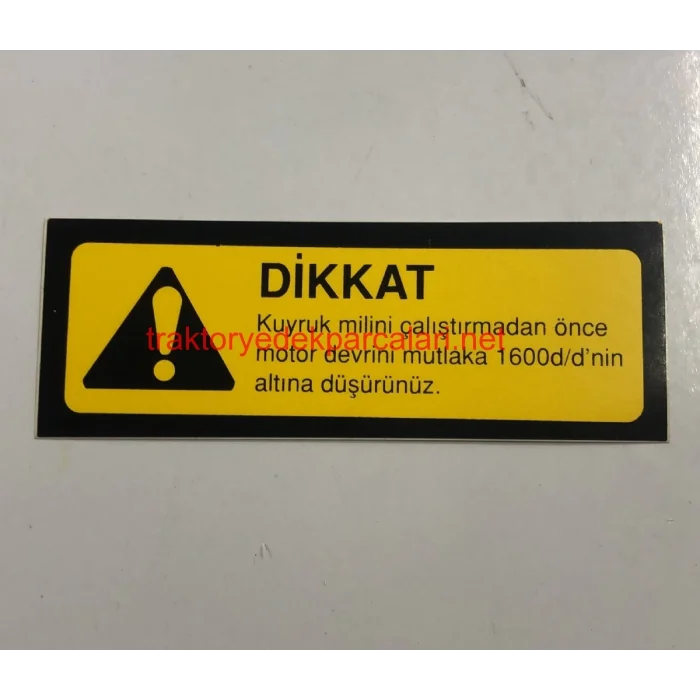 DİKKAT
Kuyruk milini çalıştırmadan önce
traktoryedekparcalari.net
motor devrini mutlaka 1600d/d'nin
altına düşürünüz.